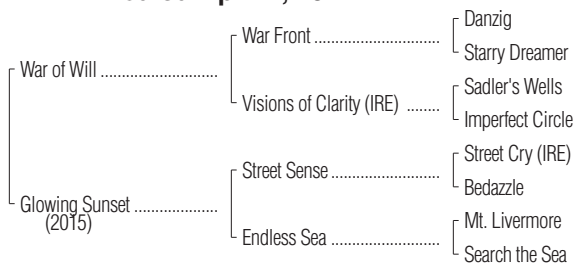 War of Will ..............................
War Front ................................
Danzig
Starry Dreamer
Visions of Clarity (IRE) ........
Sadler's Wells
Imperfect Circle
Glowing Sunset .....................
(2015)
Street Sense ............................
Street Cry (IRE)
Bedazzle
Endless Sea ............................
Mt. Livermore
Search the Sea